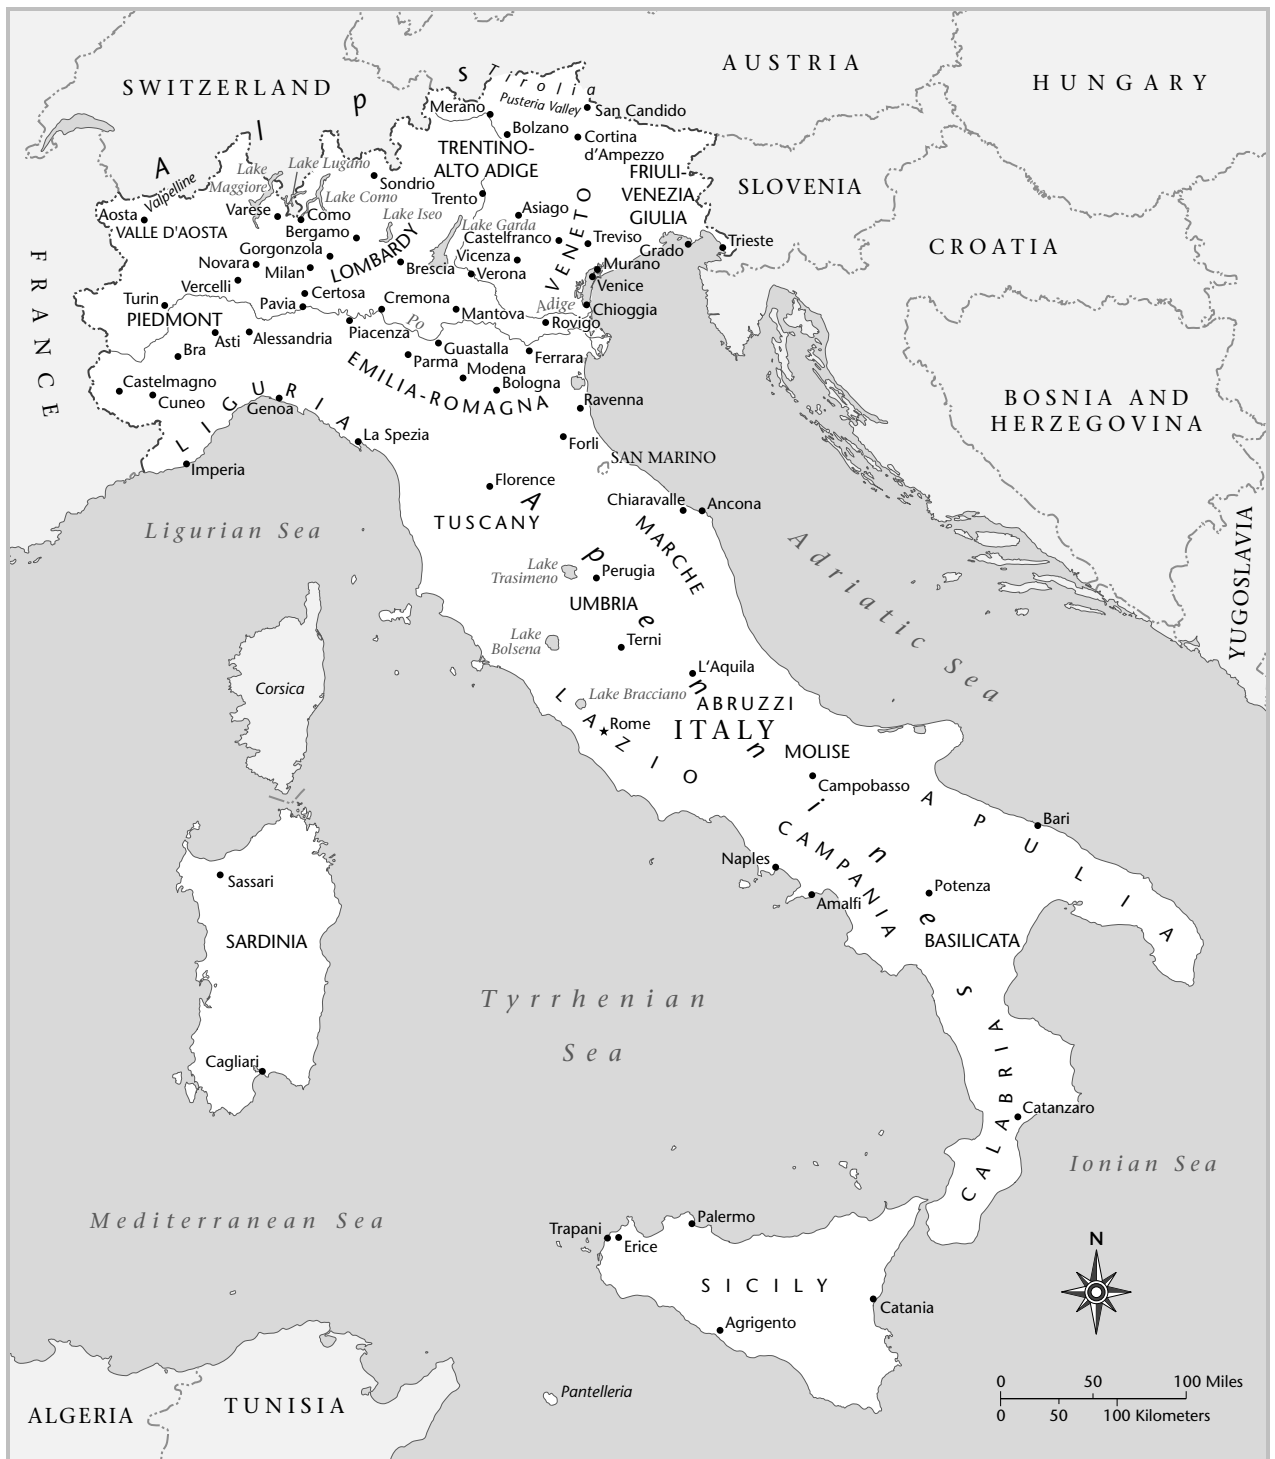 SWITZERLAND
AUSTRIA
HUNGARY
SLOVENIA
CROATIA
BOSNIA AND
HERZEGOVINA
YUGOSLAVIA
FRANCE
Alps
S Tirolia
Pusteria Valley
Merano
San Candido
Bolzano
Cortina
d'Ampezzo
TRENTINO-
ALTO ADIGE
FRIULI-
VENEZIA
GIULIA
Lake
Maggiore
Lake Lugano
Lake Como
Lake Iseo
Lake Garda
Valpelline
Sondrio
Trento
Aosta
VALLE D'AOSTA
Varese
Como
Bergamo
Asiago
Castelfranco
Treviso
Grado
Trieste
VENETO
Gorgonzola
LOMBARDY
Novara
Milan
Brescia
Vicenza
Verona
Murano
Venice
Vercelli
Certosa
Pavia
Cremona
Mantova
Adige
Chioggia
Rovigo
Turin
PIEDMONT
Po
Piacenza
Asti
Alessandria
Bra
Guastalla
Ferrara
Parma
Modena
Bologna
EMILIA-ROMAGNA
Castelmagno
Cuneo
LIGURIA
Genoa
Ravenna
La Spezia
Forli
Imperia
SAN MARINO
Florence
Chiaravalle
Ancona
TUSCANY
Ligurian Sea
MARCHE
Adriatic Sea
Apennines
Lake
Trasimeno
Perugia
UMBRIA
Lake
Bolsena
Terni
L'Aquila
Corsica
Lake Bracciano
ABRUZZI
Rome
ITALY
LAZIO
MOLISE
Campobasso
APULIA
Bari
CAMPANIA
Naples
Amalfi
Potenza
BASILICATA
Sassari
SARDINIA
Cagliari
Tyrrhenian
Sea
CALABRIA
S
Catanzaro
Ionian Sea
Mediterranean Sea
Palermo
Trapani
Erice
SICILY
Catania
Agrigento
Pantelleria
ALGERIA
TUNISIA
N
0 50 100 Miles
0 50 100 Kilometers